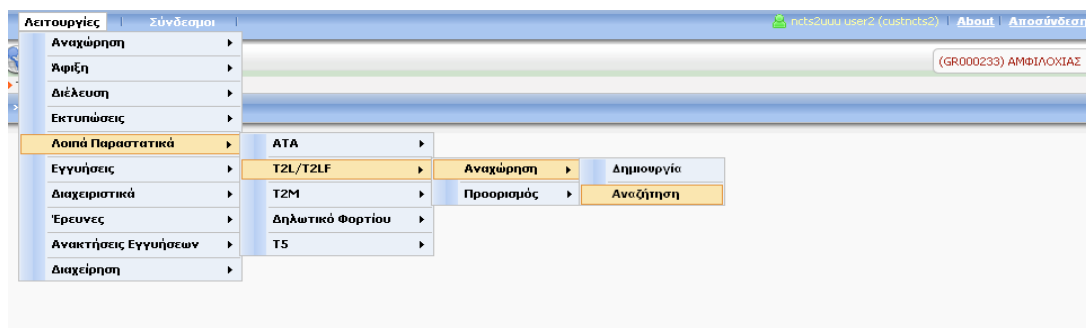 Λειτουργίες | Σύνδεσμοι | ncts2uuu user2 (custncts2) | About | Αποσύνδεση
Αναχώρηση
(GR000233) ΑΜΦΙΛΟΧΙΑΣ
Άφιξη
Διέλευση
Εκτυπώσεις
Λοιπά Παραστατικά ATA
Εγγυήσεις T2L/T2LF Αναχώρηση Δημιουργία
Διαχειριστικά T2M Προορισμός Αναζήτηση
Έρευνες Δηλωτικό Φορτίου
Ανακτήσεις Εγγυήσεων T5
Διαχείρηση